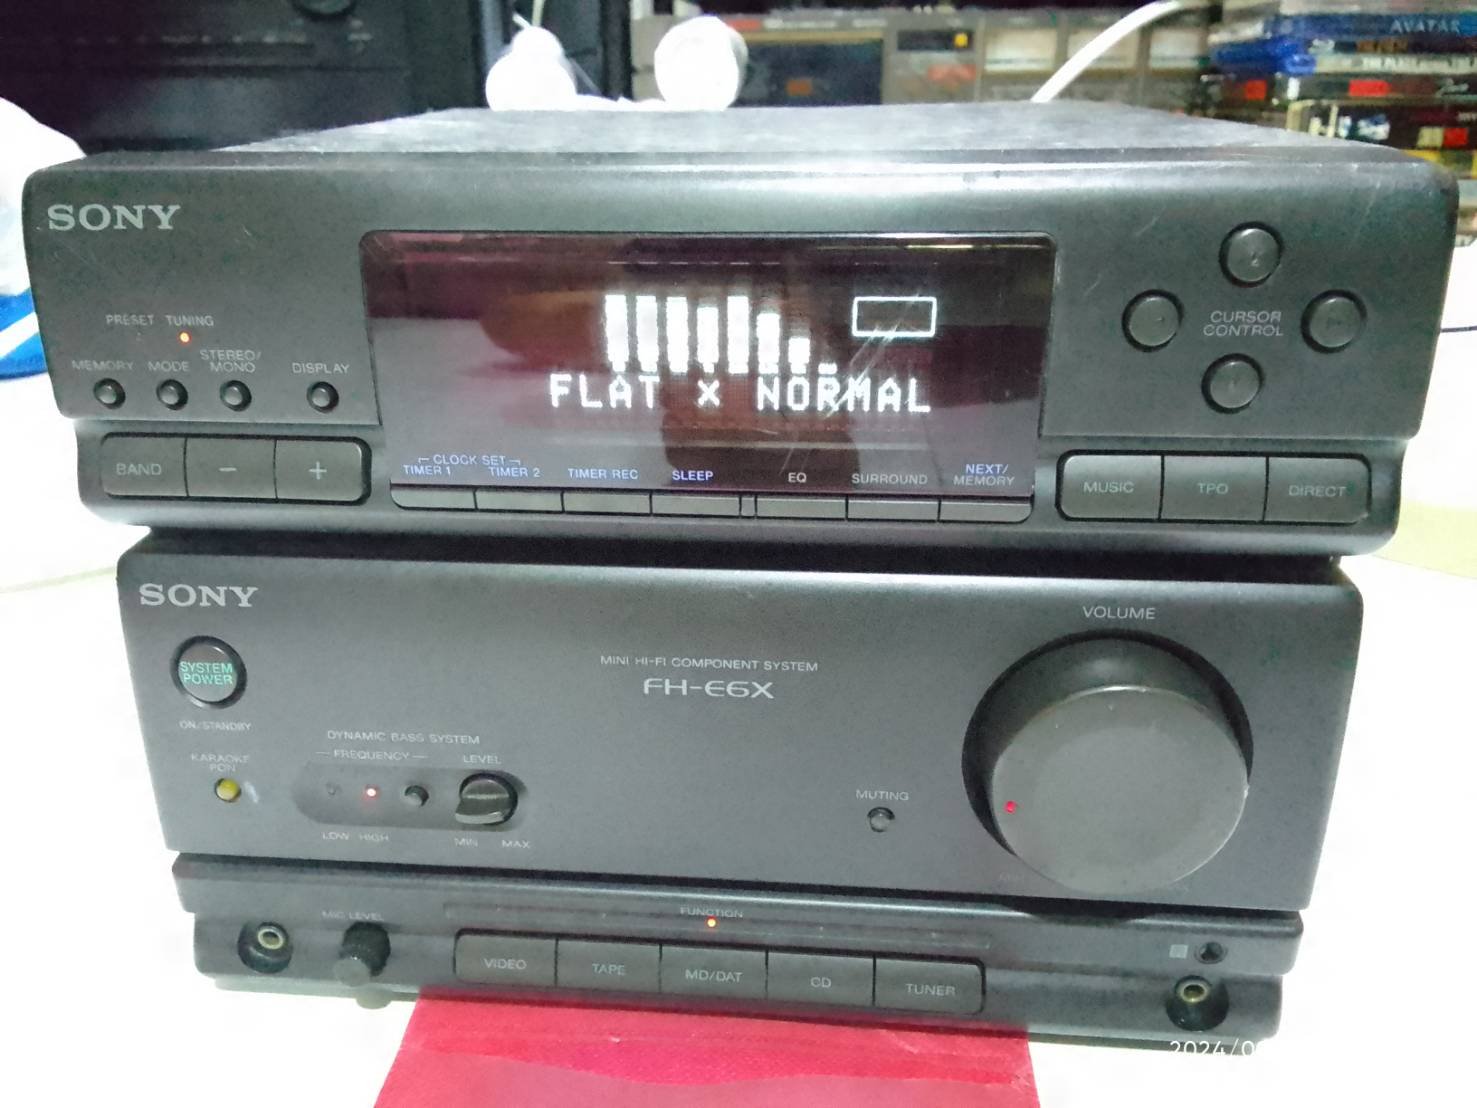 AVATAR
SONY
PRESET TUNING
MEMORY MODE STEREO/
MONO
DISPLAY
BAND - +
FLAT x NORMAL
CLOCK SET
TIMER 1 TIMER 2 TIMER REC SLEEP EQ SURROUND NEXT/
MEMORY
CURSOR
CONTROL
MUSIC TPO DIRECT
SONY
SYSTEM
POWER
ON/STANDBY
KARAOKE
PON
DYNAMIC BASS SYSTEM
FREQUENCY LEVEL
LOW HIGH MIN MAX
MINI HI-FI COMPONENT SYSTEM
FH-E6X
MUTING
VOLUME
MIC LEVEL
FUNCTION
VIDEO TAPE MD/DAT CD TUNER